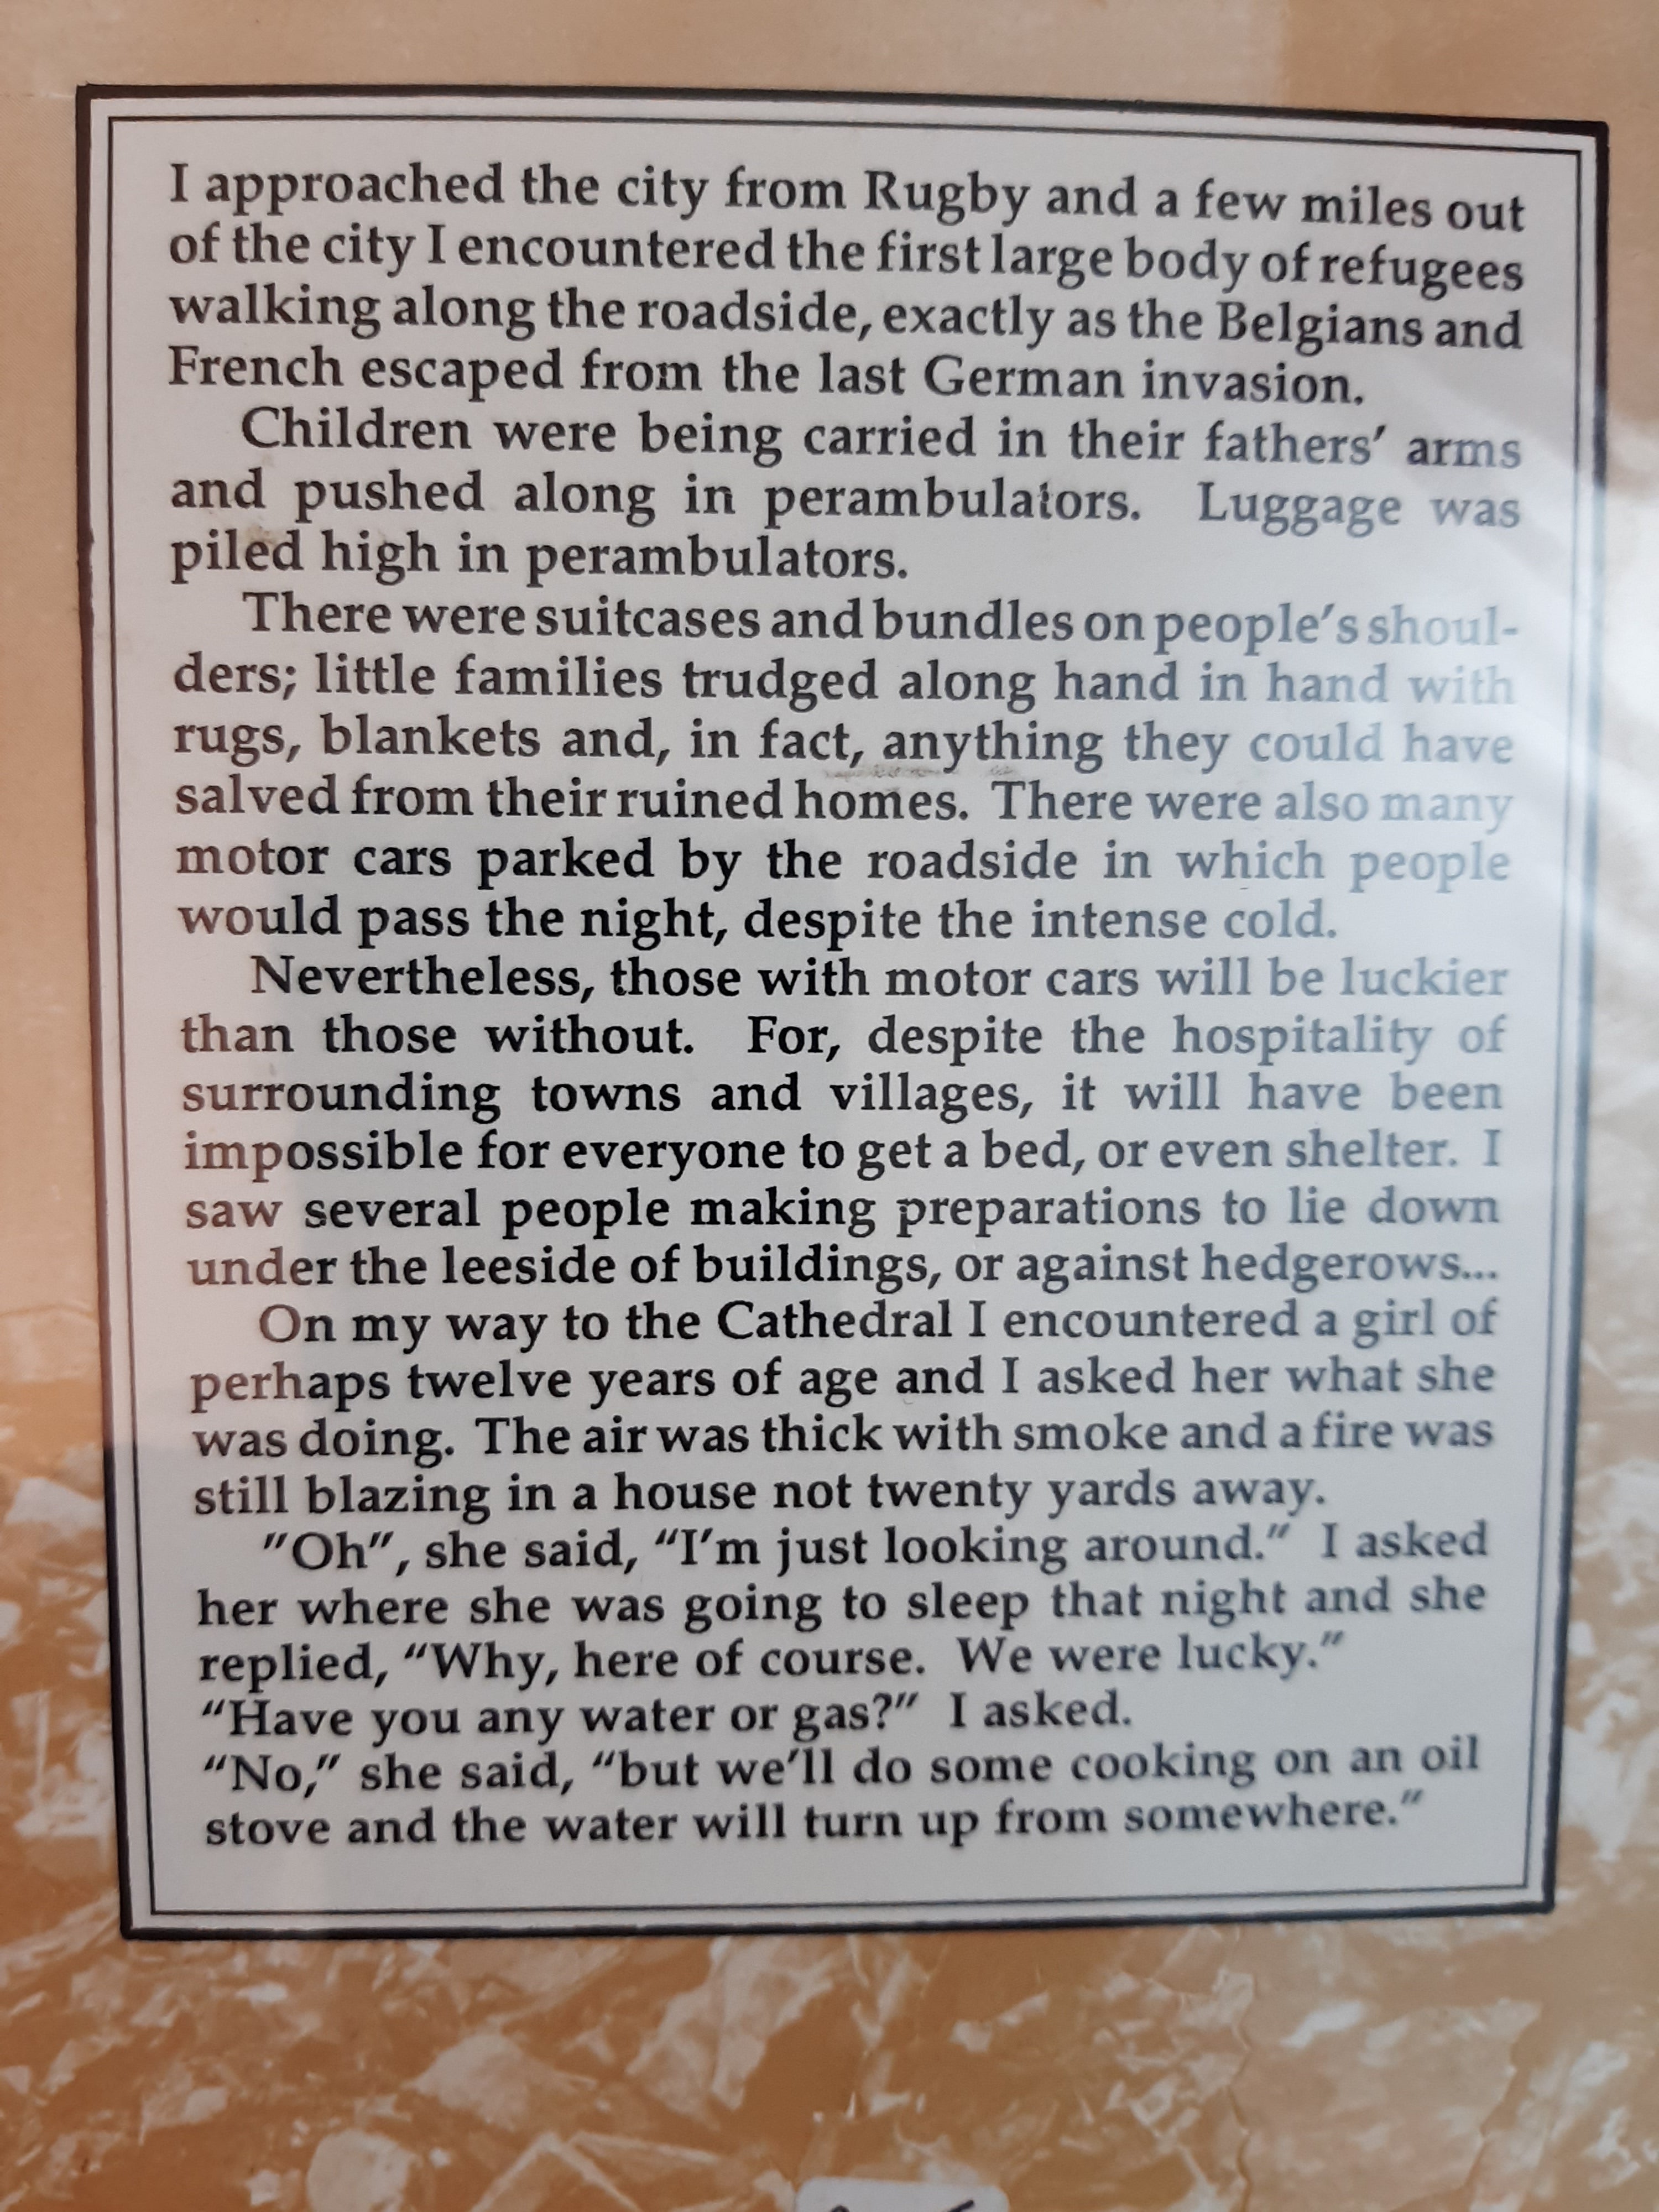 I approached the city from Rugby and a few miles out
of the city I encountered the first large body of refugees
walking along the roadside, exactly as the Belgians and
French escaped from the last German invasion.
Children were being carried in their fathers' arms
and pushed along in perambulators. Luggage was
piled high in perambulators.
There were suitcases and bundles on people's shoul-
ders; little families trudged along hand in hand with
rugs, blankets and, in fact, anything they could have
salved from their ruined homes. There were also many
motor cars parked by the roadside in which people
would pass the night, despite the intense cold.
Nevertheless, those with motor cars will be luckier
than those without. For, despite the hospitality of
surrounding towns and villages, it will have been
impossible for everyone to get a bed, or even shelter. I
saw several people making preparations to lie down
under the leeside of buildings, or against hedgerows...
On my way to the Cathedral I encountered a girl of
perhaps twelve years of age and I asked her what she
was doing. The air was thick with smoke and a fire was
still blazing in a house not twenty yards away.
"Oh", she said, "I'm just looking around." I asked
her where she was going to sleep that night and she
replied, "Why, here of course. We were lucky."
"Have you any water or gas?" I asked.
"No," she said, "but we'll do some cooking on an oil
stove and the water will turn up from somewhere."